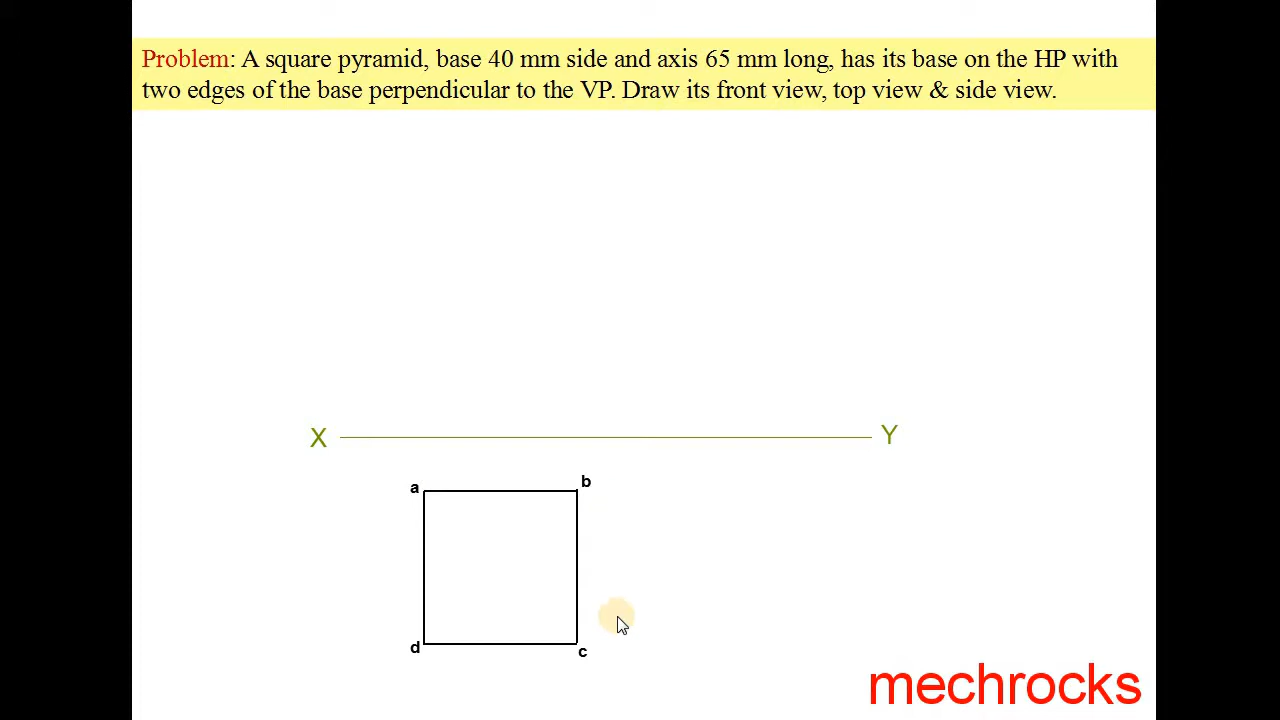 Problem: A square pyramid, base 40 mm side and axis 65 mm long, has its base on the HP with
two edges of the base perpendicular to the VP. Draw its front view, top view & side view.
X Y
a b
d c
mechrocks